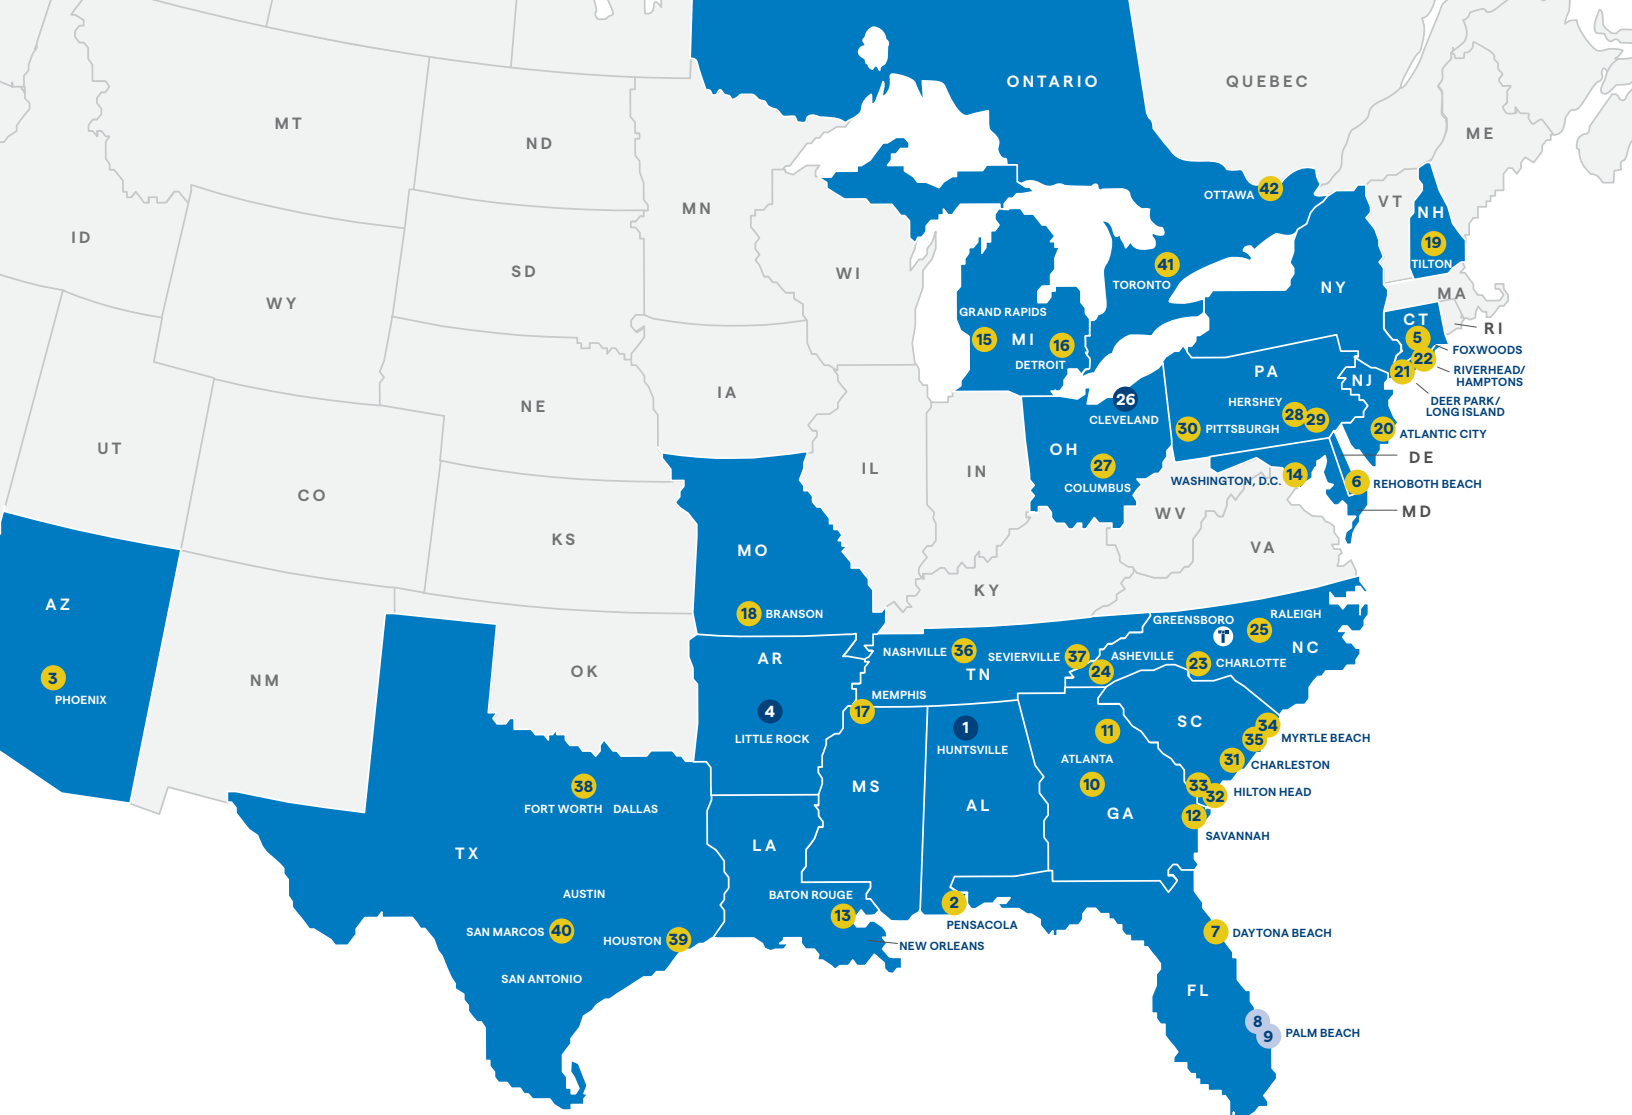 ONTARIO
QUEBEC
MT
ND
ME
OTTAWA 42
VT
MN
NH
ID
19
TILTON
41
TORONTO
SD
WI
NY
MA
WY
GRAND RAPIDS
15
MI
16
DETROIT
CT
5
RI
FOXWOODS
22
RIVERHEAD/
HAMPTONS
21
DEER PARK/
LONG ISLAND
PA
NJ
NE
IA
26
CLEVELAND
HERSHEY
28
29
30
PITTSBURGH
20
ATLANTIC CITY
UT
CO
IL
IN
OH
27
COLUMBUS
DE
WASHINGTON, D.C.
14
6
REHOBOTH BEACH
MD
WV
KS
MO
VA
KY
AZ
18
BRANSON
GREENSBORO
T
RALEIGH
25
NC
NASHVILLE
36
SEVIERVILLE
37
ASHEVILLE
24
23
CHARLOTTE
TN
AR
OK
NM
3
PHOENIX
MEMPHIS
17
4
LITTLE ROCK
1
HUNTSVILLE
SC
34
35
MYRTLE BEACH
11
ATLANTA
10
31
CHARLESTON
MS
AL
GA
33
32
HILTON HEAD
12
SAVANNAH
38
FORT WORTH
DALLAS
TX
LA
AUSTIN
BATON ROUGE
13
2
PENSACOLA
SAN MARCOS
40
HOUSTON
39
NEW ORLEANS
7
DAYTONA BEACH
SAN ANTONIO
FL
8
9
PALM BEACH